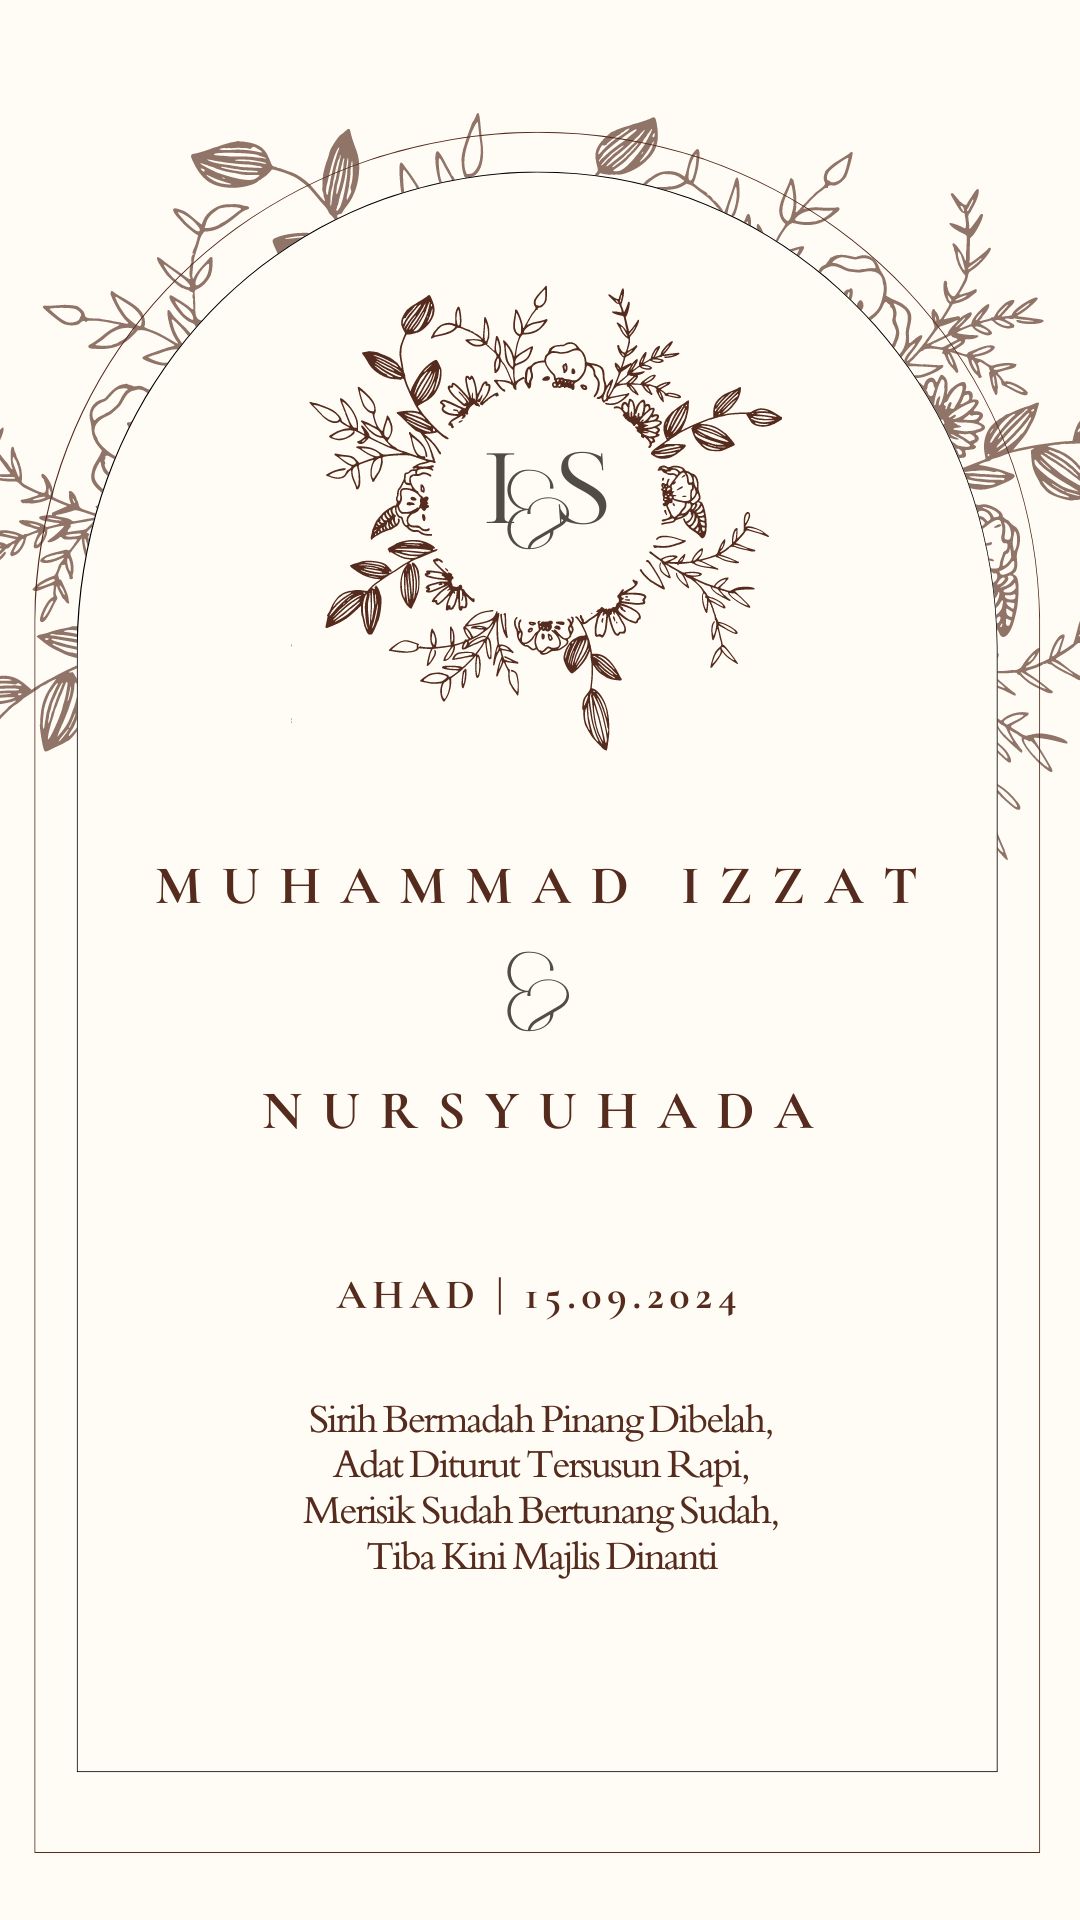 I&S
MUHAMMAD IZZAT
&
NURSYUHADA
AHAD | 15.09.2024
Sirih Bermadah Pinang Dibelah,
Adat Diturut Tersusun Rapi,
Merisik Sudah Bertunang Sudah,
Tiba Kini Majlis Dinanti